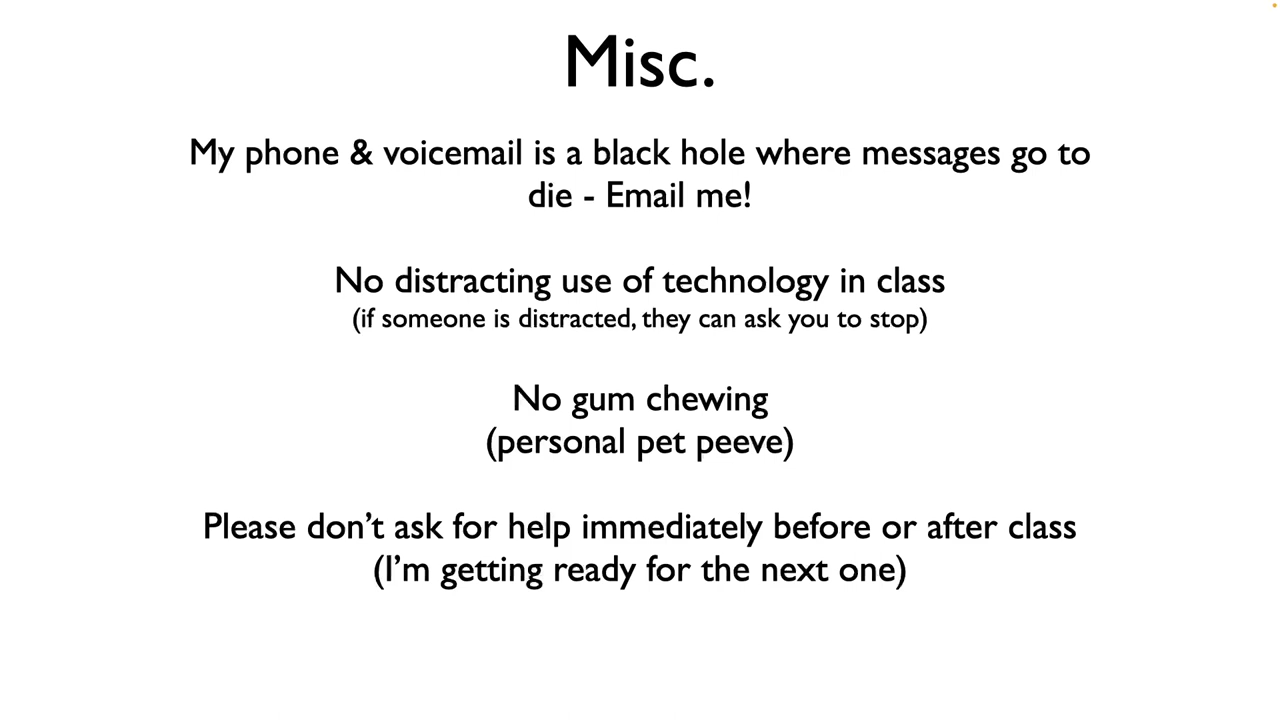 Misc.
My phone & voicemail is a black hole where messages go to
die - Email me!
No distracting use of technology in class
(if someone is distracted, they can ask you to stop)
No gum chewing
(personal pet peeve)
Please don’t ask for help immediately before or after class
(I’m getting ready for the next one)